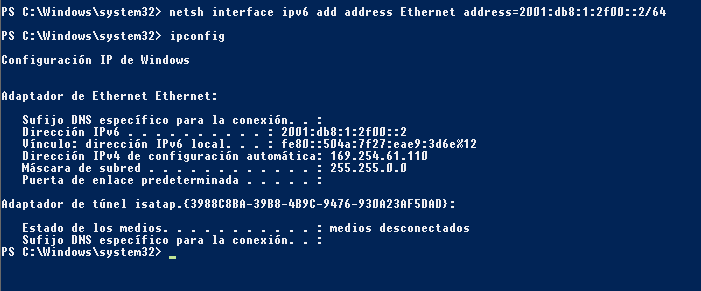 PS C:\Windows\system32> netsh interface ipv6 add address Ethernet address=2001:db8:1:2f00::2/64
PS C:\Windows\system32> ipconfig
Configuración IP de Windows
Adaptador de Ethernet Ethernet:
Sufijo DNS específico para la conexión. . :
Dirección IPv6 . . . . . . . . . . : 2001:db8:1:2f00::2
Vínculo: dirección IPv6 local. . . : fe80::504a:7f27:eae9:3d6e%12
Dirección IPv4 de configuración automática: 169.254.61.110
Máscara de subred . . . . . . . . . . . . : 255.255.0.0
Puerta de enlace predeterminada . . . . . :
Adaptador de túnel isatap.{3988C8BA-39B8-4B9C-9476-930A23AF5DAD}:
Estado de los medios. . . . . . . . . . . : medios desconectados
Sufijo DNS específico para la conexión. . :
PS C:\Windows\system32> _